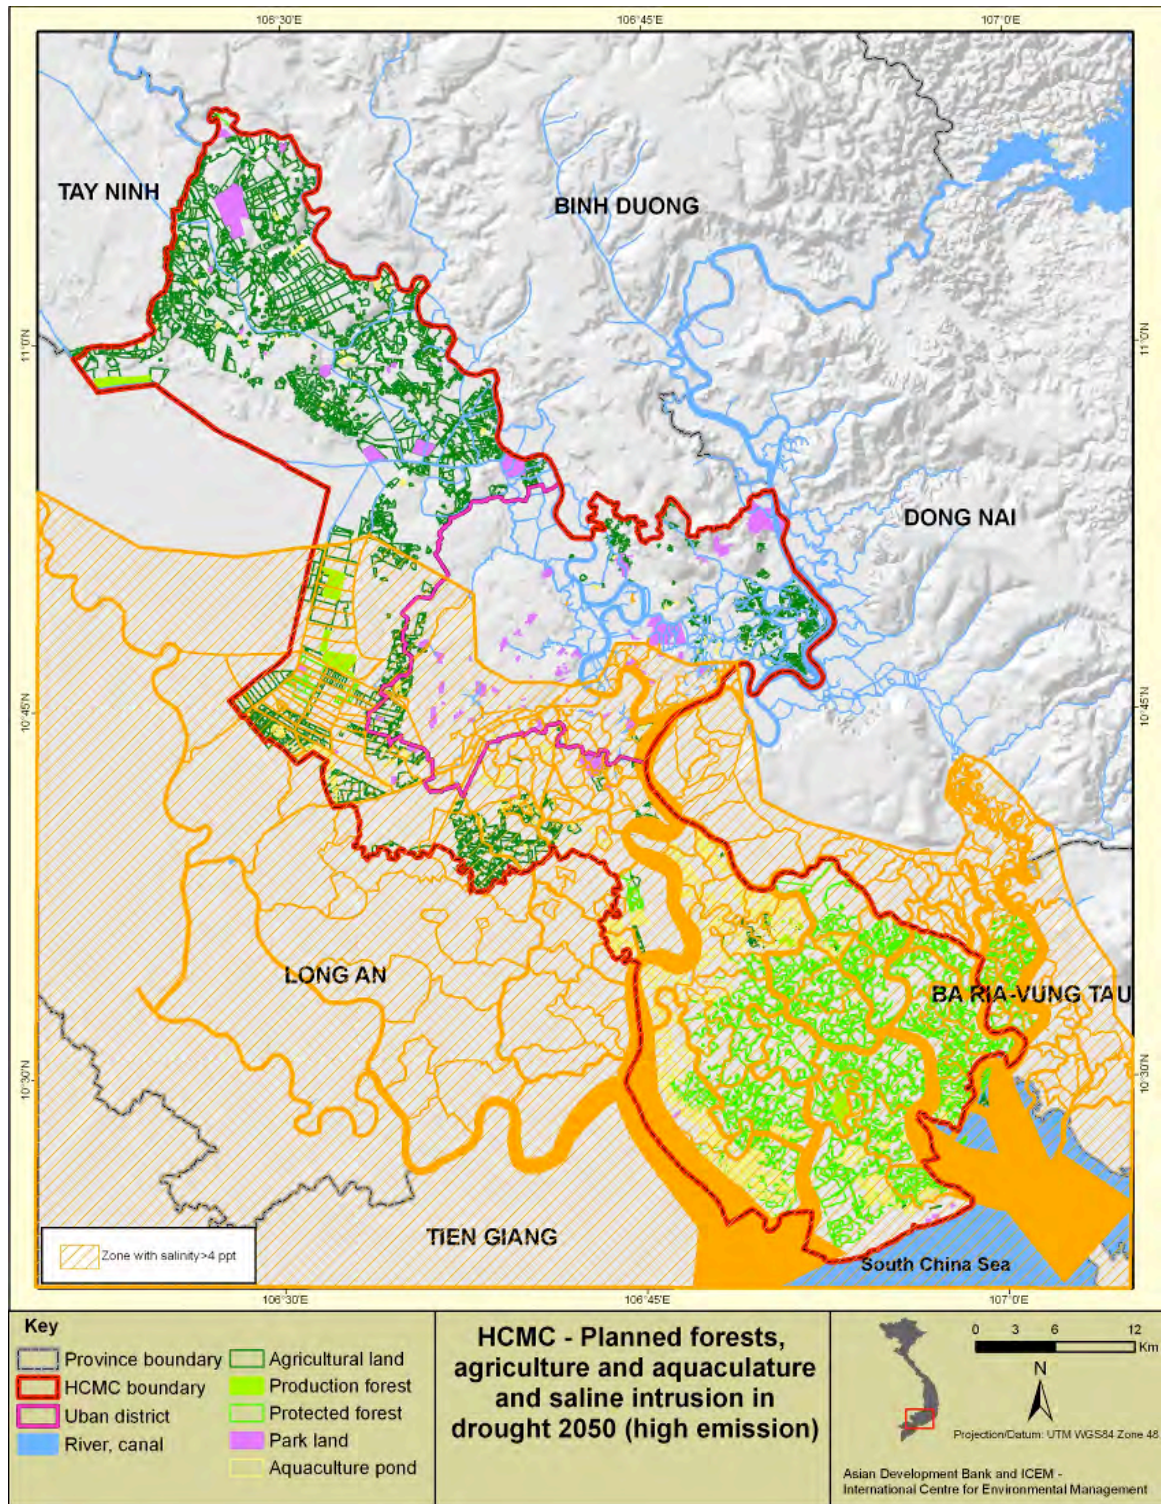 106°30'E 106°45'E 107°0'E
TAY NINH
BINH DUONG
11°0'N
11°0'N
DONG NAI
10°45'N
10°45'N
LONG AN
BA RIA-VUNG TAU
10°30'N
10°30'N
TIEN GIANG
Zone with salinity>4 ppt
South China Sea
106°30'E 106°45'E 107°0'E
Key
Province boundary
HCMC boundary
Uban district
River, canal
Agricultural land
Production forest
Protected forest
Park land
Aquaculture pond
HCMC - Planned forests,
agriculture and aquaculature
and saline intrusion in
drought 2050 (high emission)
0 3 6 12
Km
N
Projection/Datum: UTM WGS84 Zone 48
Asian Development Bank and ICEM -
International Centre for Environmental Management